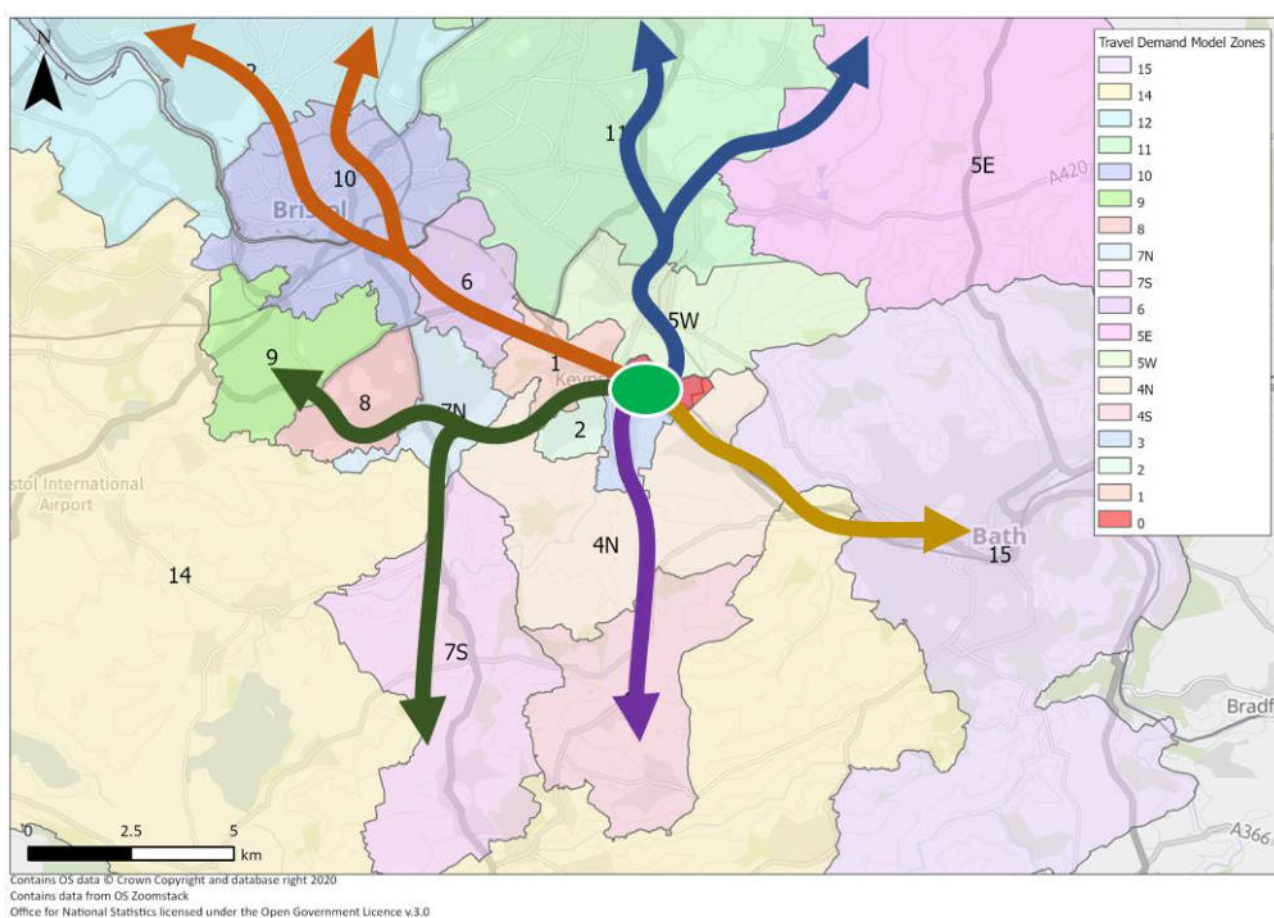 N
Travel Demand Model Zones
15
14
12
11
10
9
8
7N
7S
6
5E
5W
4N
4S
3
2
1
0
2
11
5E
A420
10
Bristol
6
5W
1
9
8
7N
2
stol International
Airport
14
4N
Bath
15
7S
Bradf
A366
0 2.5 5
km
Contains OS data © Crown Copyright and database right 2020
Contains data from OS Zoomstack
Office for National Statistics licensed under the Open Government Licence v.3.0